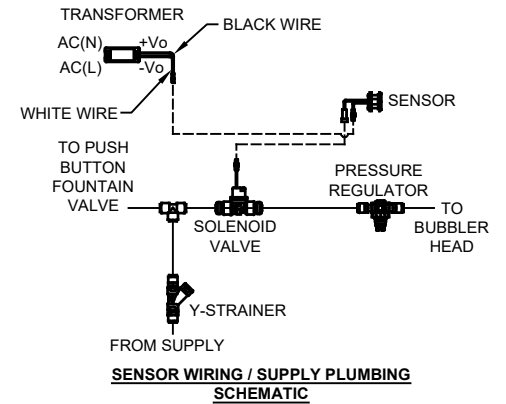 TRANSFORMER
BLACK WIRE
AC(N) +Vo
AC(L) -Vo
WHITE WIRE
SENSOR
TO PUSH
BUTTON
FOUNTAIN
VALVE
SOLENOID
VALVE
PRESSURE
REGULATOR
TO
BUBBLER
HEAD
Y-STRAINER
FROM SUPPLY
SENSOR WIRING / SUPPLY PLUMBING
SCHEMATIC